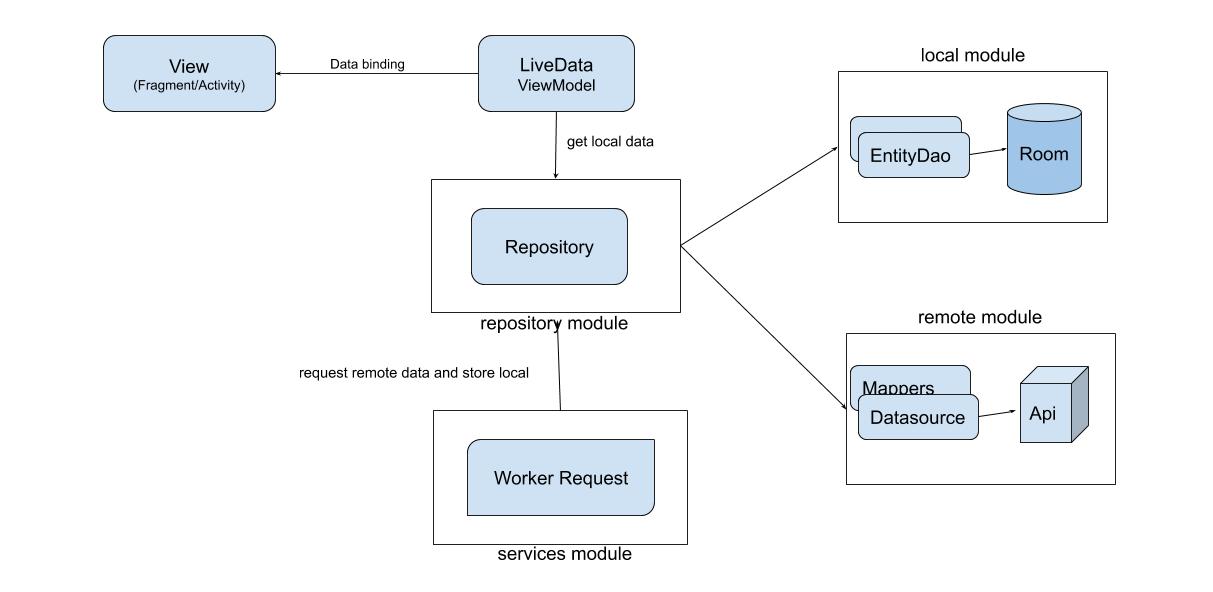 View
(Fragment/Activity)
Data binding
LiveData
ViewModel
get local data
local module
EntityDao
Room
Repository
repository module
request remote data and store local
remote module
Mappers
Datasource
Api
Worker Request
services module